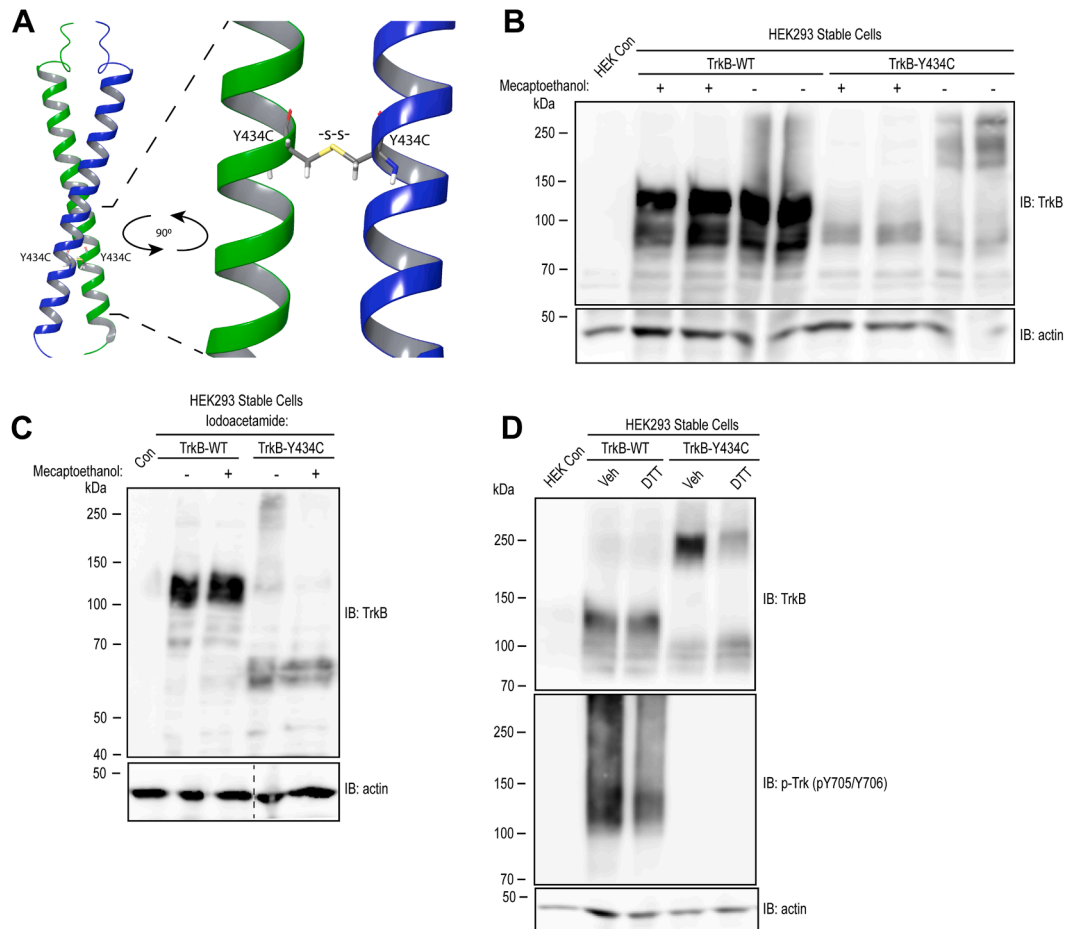 A
Y434C
Y434C
90º
Y434C
-S-S-
Y434C
B
HEK293 Stable Cells
HEK Con
TrkB-WT
TrkB-Y434C
Mecaptoethanol:
+ + - - + + - -
kDa
250
150
100
70
50
IB: TrkB
IB: actin
C
HEK293 Stable Cells
Iodoacetamide:
Con
TrkB-WT
TrkB-Y434C
Mecaptoethanol:
- + - +
kDa
250
150
100
70
50
40
50
IB: TrkB
IB: actin
D
HEK293 Stable Cells
HEK Con
TrkB-WT
TrkB-Y434C
Veh
DTT
Veh
DTT
kDa
250
150
100
70
IB: TrkB
250
150
100
70
IB: p-Trk (pY705/Y706)
50
IB: actin